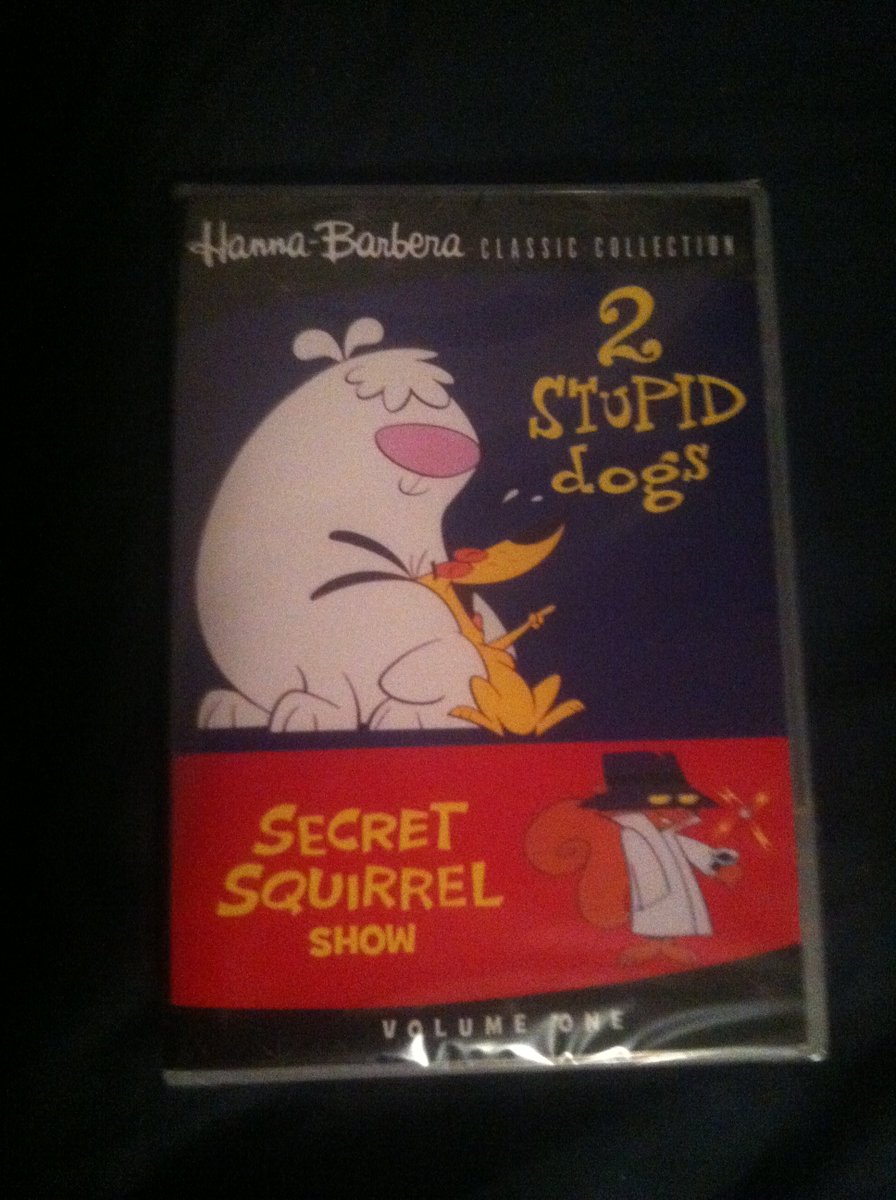 Hanna-Barbera CLASSIC COLLECTION
2
STUPID
dogs
SECRET
SQUIRREL
SHOW
VOLUME ONE